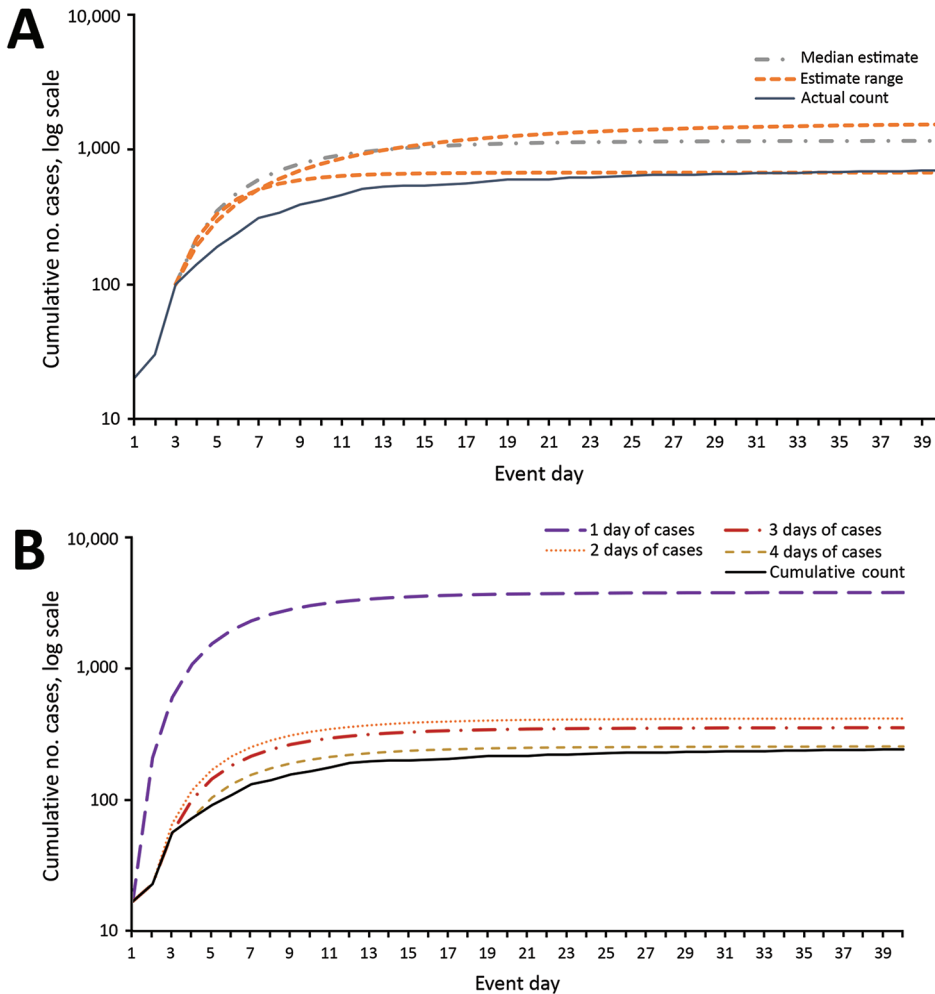 A
10,000
1,000
100
10
Cumulative no. cases, log scale
Median estimate
Estimate range
Actual count
1 3 5 7 9 11 13 15 17 19 21 23 25 27 29 31 33 35 37 39
Event day
B
10,000
1,000
100
10
Cumulative no. cases, log scale
1 day of cases 3 days of cases
2 days of cases 4 days of cases
Cumulative count
1 3 5 7 9 11 13 15 17 19 21 23 25 27 29 31 33 35 37 39
Event day